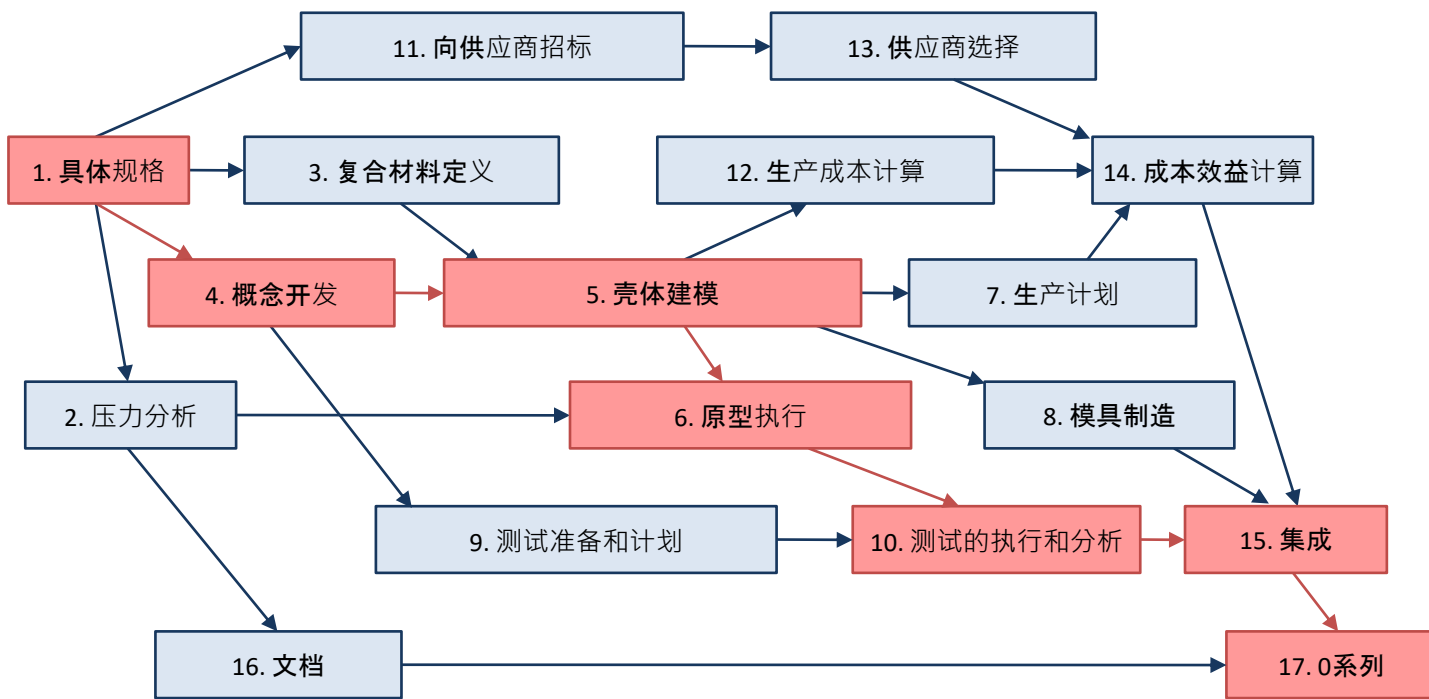 11. 向供应商招标
13. 供应商选择
1. 具体规格
3. 复合材料定义
12. 生产成本计算
14. 成本效益计算
4. 概念开发
5. 壳体建模
7. 生产计划
2. 压力分析
6. 原型执行
8. 模具制造
9. 测试准备和计划
10. 测试的执行和分析
15. 集成
16. 文档
17. 0系列